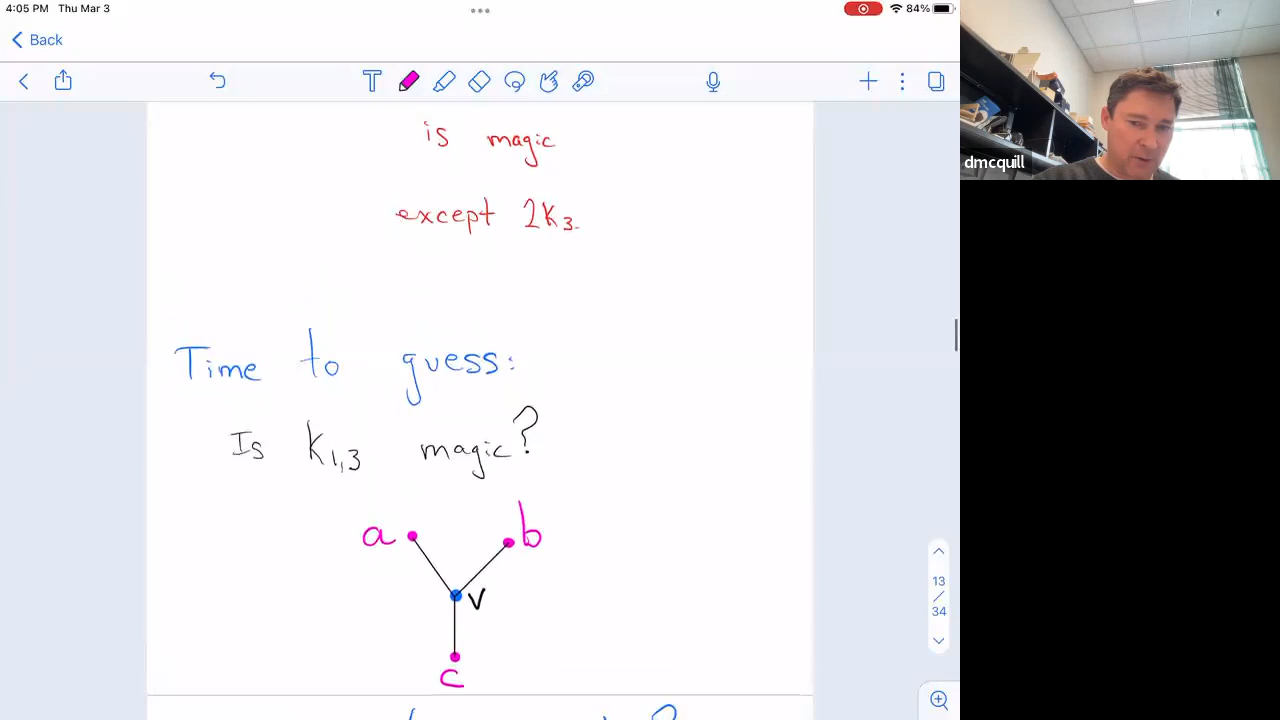 4:05 PM Thu Mar 3
84%
Back
dmcquill
is magic
except 2K3.
Time to guess:
Is K1,3 magic?
a
b
v
c
13
/
34
?